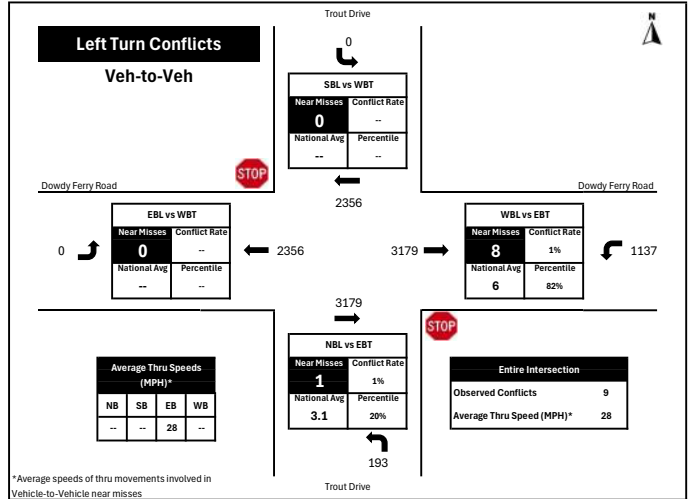 Trout Drive
N
Left Turn Conflicts
Veh-to-Veh
0
SBL vs WBT
Near Misses Conflict Rate
0 --
National Avg Percentile
-- --
STOP
2356
Dowdy Ferry Road
Dowdy Ferry Road
EBL vs WBT
Near Misses Conflict Rate
0 --
National Avg Percentile
-- --
0
2356
3179
WBL vs EBT
Near Misses Conflict Rate
8 1%
National Avg Percentile
6 82%
1137
3179
STOP
NBL vs EBT
Near Misses Conflict Rate
1 1%
National Avg Percentile
3.1 20%
193
Average Thru Speeds
(MPH)*
NB SB EB WB
-- -- 28 --
Entire Intersection
Observed Conflicts 9
Average Thru Speed (MPH)* 28
*Average speeds of thru movements involved in
Vehicle-to-Vehicle near misses
Trout Drive